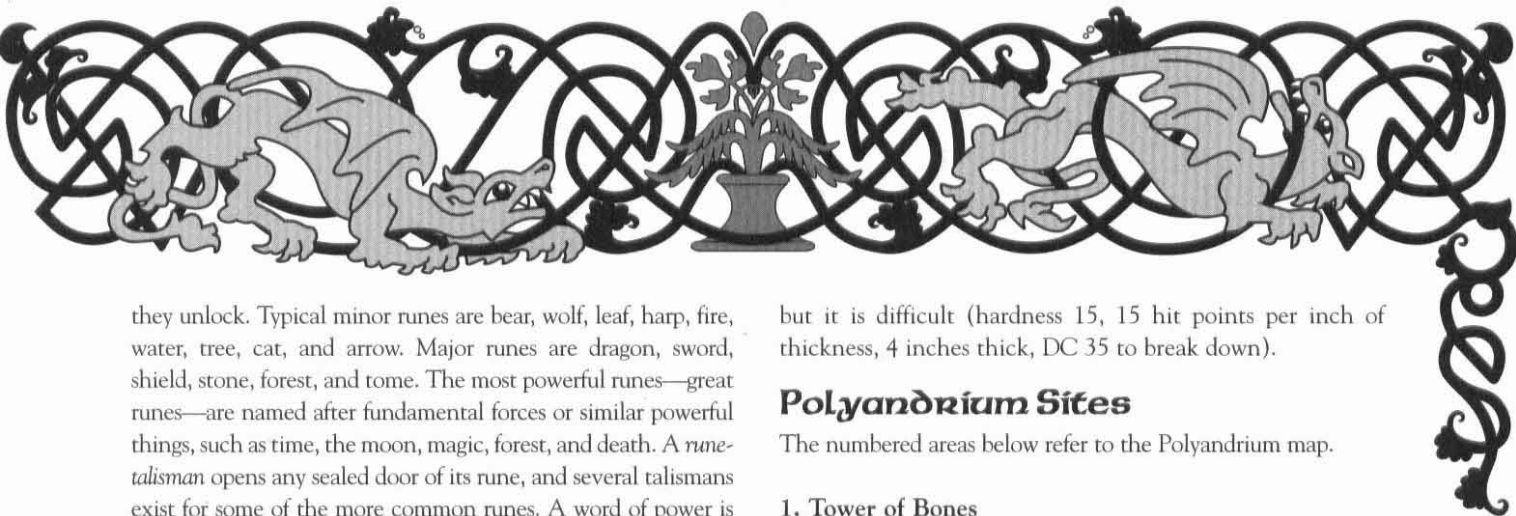 they unlock. Typical minor runes are bear, wolf, leaf, harp, fire,
water, tree, cat, and arrow. Major runes are dragon, sword,
shield, stone, forest, and tome. The most powerful runes—great
runes—are named after fundamental forces or similar powerful
things, such as time, the moon, magic, forest, and death. A rune-
talisman opens any sealed door of its rune, and several talismans
exist for some of the more common runes. A word of power is
but it is difficult (hardness 15, 15 hit points per inch of
thickness, 4 inches thick, DC 35 to break down).
Polyandrium Sites
The numbered areas below refer to the Polyandrium map.
1. Tower of Bones